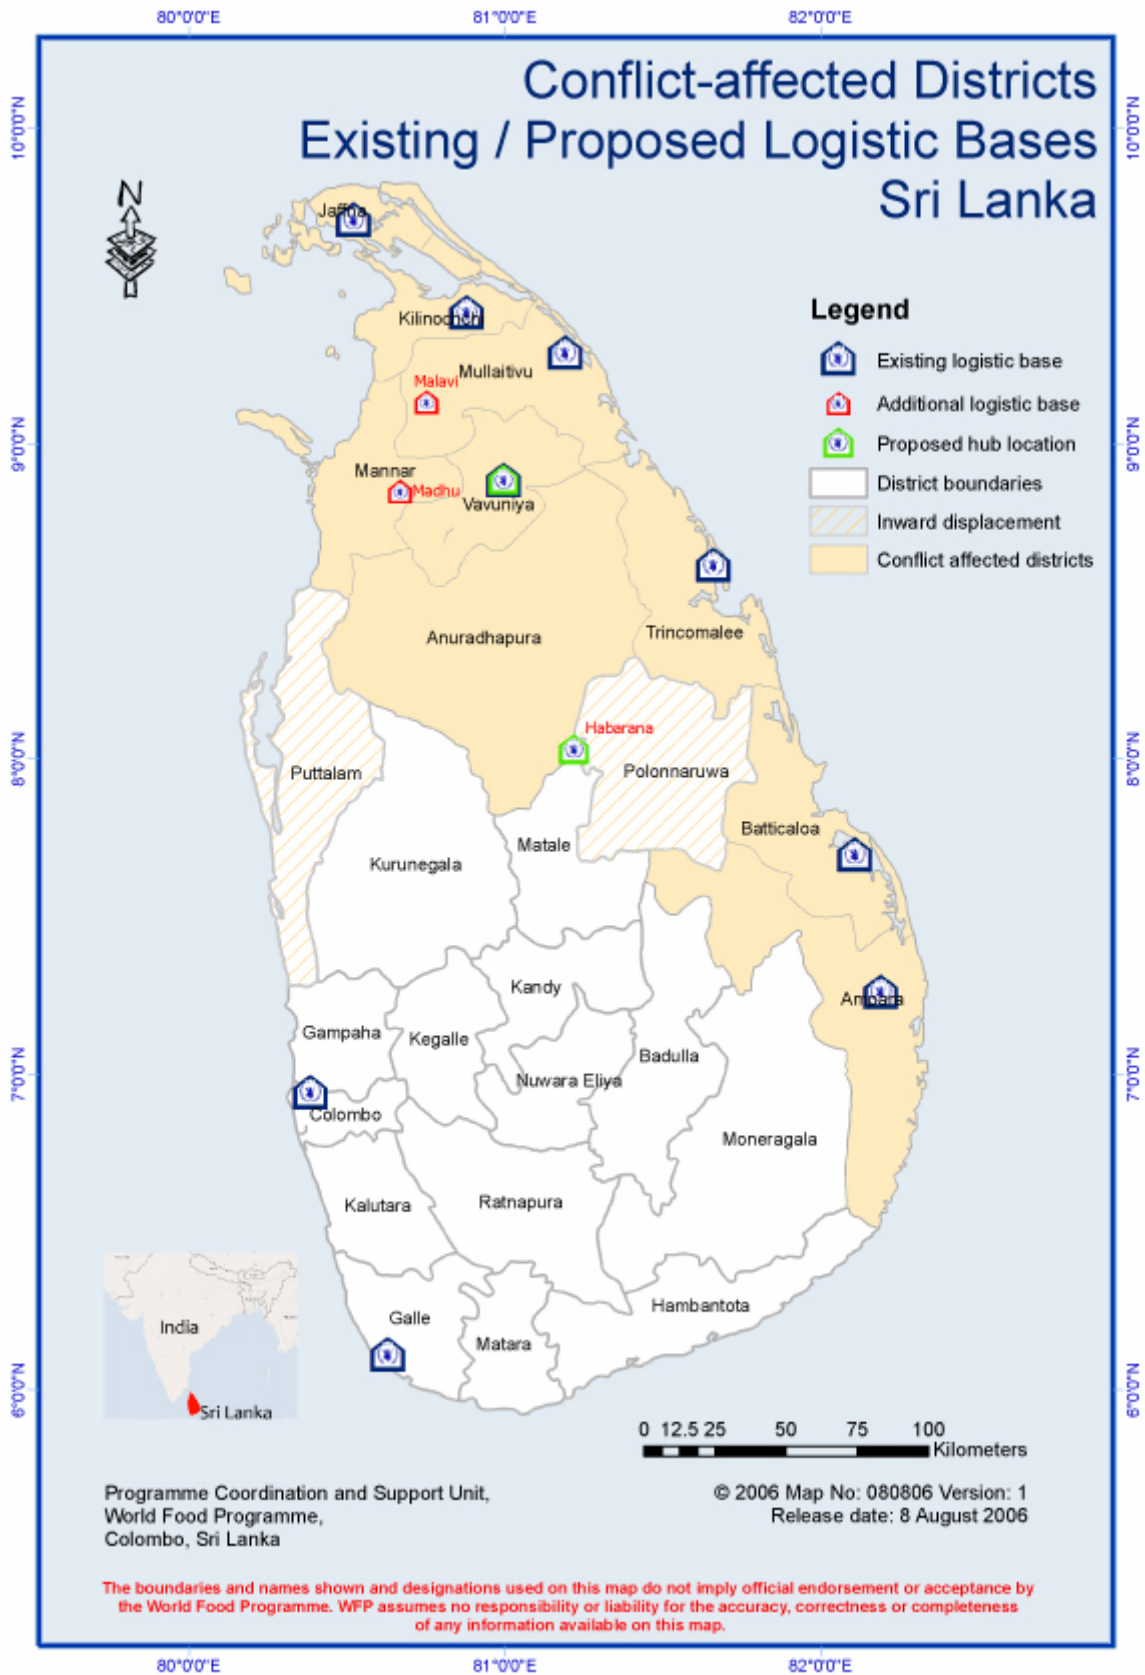 80°0'0"E 81°0'0"E 82°0'0"E
Conflict-affected Districts
Existing / Proposed Logistic Bases
Sri Lanka
10°0'0"N 10°0'0"N
N
Jaffna
Legend
Existing logistic base
Additional logistic base
Proposed hub location
District boundaries
Inward displacement
Conflict affected districts
Kilinochchi
Mullaitivu
Malavi
9°0'0"N 9°0'0"N
Mannar
Madhu
Vavuniya
Anuradhapura
Trincomalee
Habarana
8°0'0"N 8°0'0"N
Puttalam
Polonnaruwa
Batticaloa
Matale
Kurunegala
Kandy
Ampara
Gampaha
Kegalle
Badulla
7°0'0"N 7°0'0"N
Nuwara Eliya
Colombo
Moneragala
Kalutara
Ratnapura
Hambantota
Galle
Matara
India
Sri Lanka
6°0'0"N 6°0'0"N
0 12.5 25 50 75 100
Kilometers
Programme Coordination and Support Unit,
World Food Programme,
Colombo, Sri Lanka
© 2006 Map No: 080806 Version: 1
Release date: 8 August 2006
The boundaries and names shown and designations used on this map do not imply official endorsement or acceptance by
the World Food Programme. WFP assumes no responsibility or liability for the accuracy, correctness or completeness
of any information available on this map.
80°0'0"E 81°0'0"E 82°0'0"E